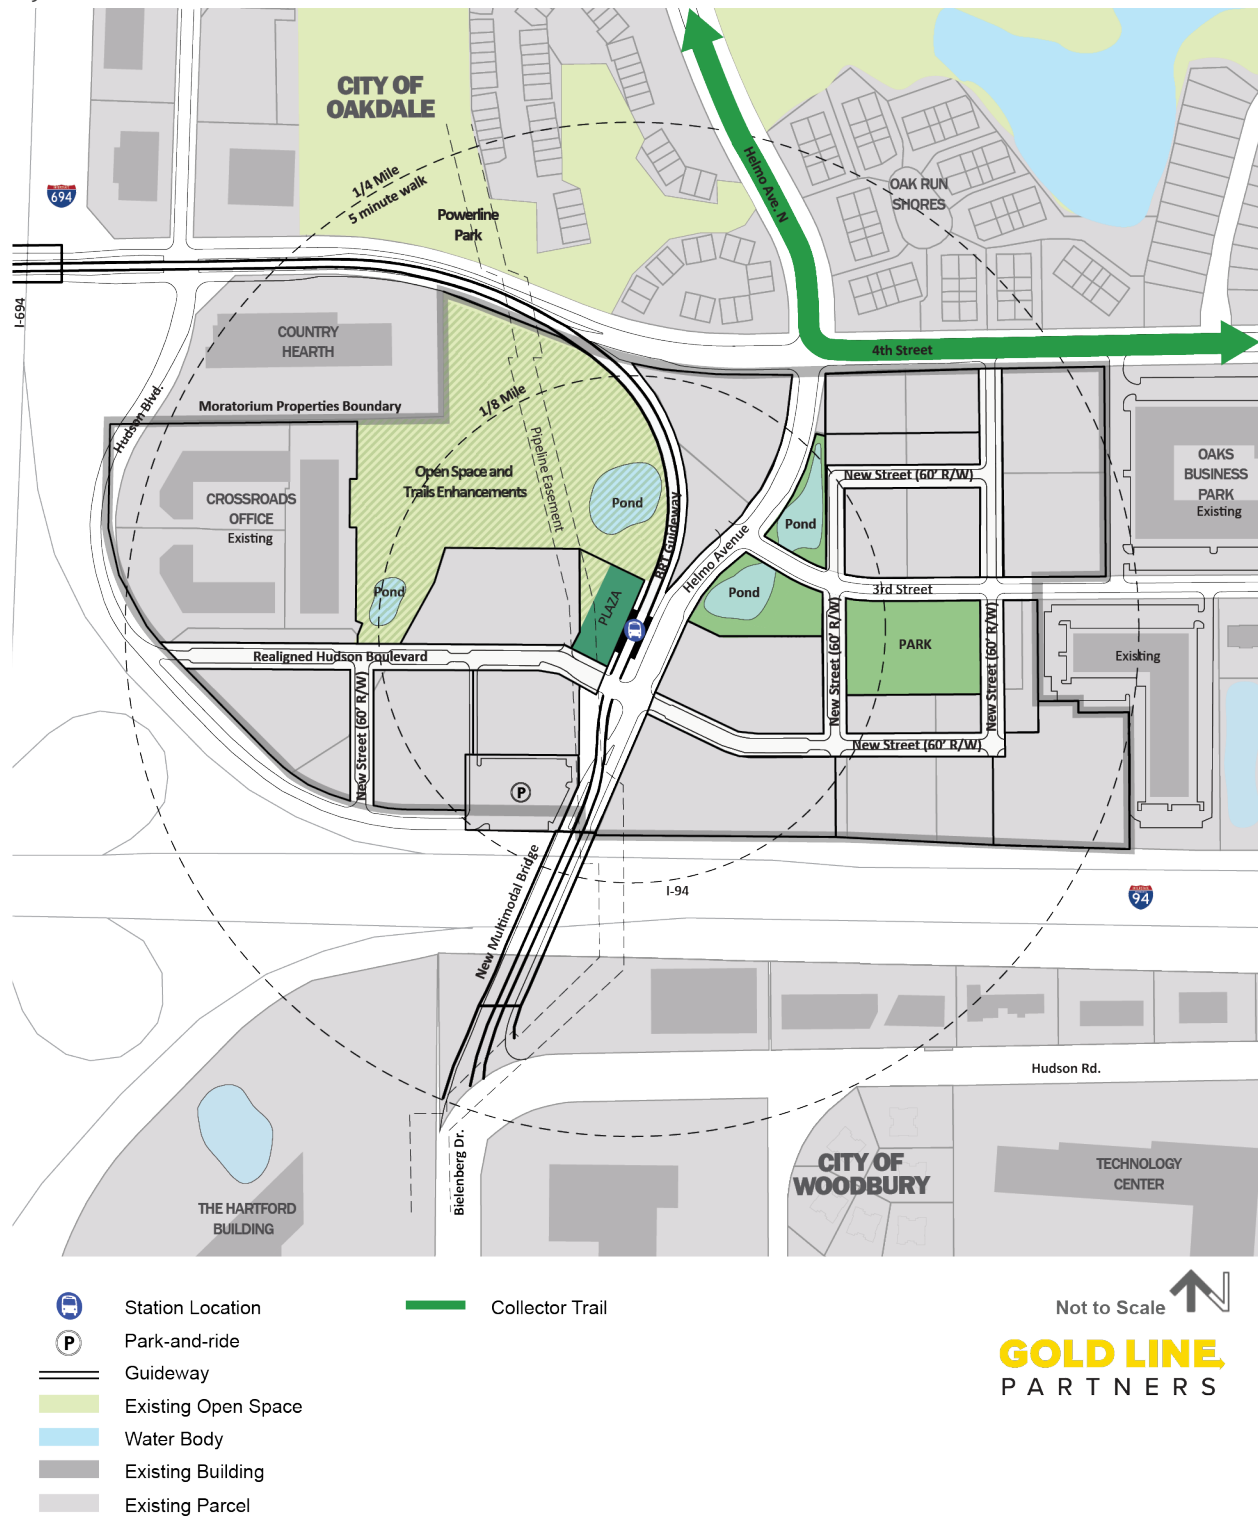 CITY OF
OAKDALE
INTERSTATE
694
1/4 Mile
5 minute walk
Powerline
Park
Helmo Ave. N
OAK RUN
SHORES
I-694
COUNTRY
HEARTH
4th Street
Hudson Blvd.
Moratorium Properties Boundary
1/8 Mile
Pipeline Easement
Open Space and
Trails Enhancements
Pond
BRT Guideway
Helmo Avenue
New Street (60' R/W)
Pond
OAKS
BUSINESS
PARK
Existing
CROSSROADS
OFFICE
Existing
Pond
PLAZA
Pond
3rd Street
PARK
New Street (60' R/W)
New Street (60' R/W)
Existing
Realigned Hudson Boulevard
New Street (60' R/W)
New Street (60' R/W)
P
New Multimodal Bridge
I-94
94
Hudson Rd.
Bielenberg Dr.
CITY OF
WOODBURY
TECHNOLOGY
CENTER
THE HARTFORD
BUILDING
Station Location
Collector Trail
P
Park-and-ride
Guideway
Existing Open Space
Water Body
Existing Building
Existing Parcel
Not to Scale
N
GOLD LINE
PARTNERS